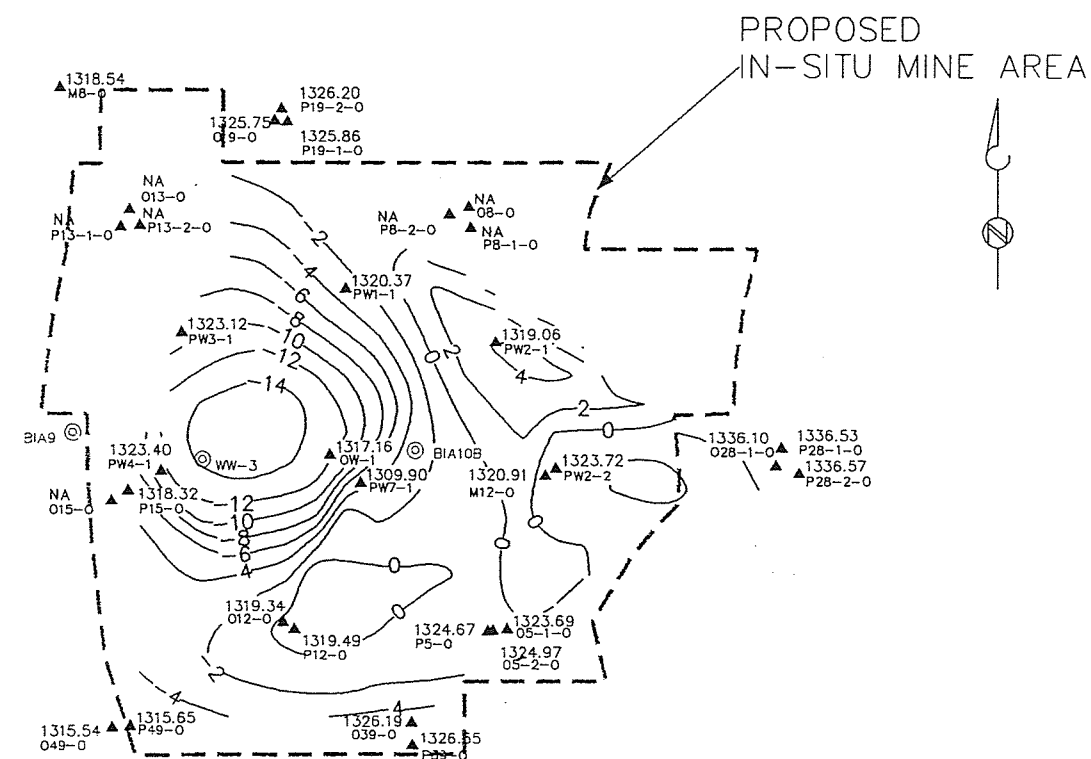 PROPOSED
IN-SITU MINE AREA
1318.54
M8-0
1326.20
P19-2-0
1325.75
O19-0
1325.86
P19-1-0
NA
O13-0
NA
P13-1-0
NA
P13-2-0
NA
O8-0
NA
P8-2-0
NA
P8-1-0
2
4
6
8
10
12
14
1320.37
PW1-1
1323.12
PW3-1
1319.06
PW2-1
0
2
4
2
0
N
BIA9
1323.40
PW4-1
WW-3
1317.16
OW-1
BIA10B
1309.90
PW7-1
1318.32
P15-0
NA
O15-0
1320.91
M12-0
1323.72
PW2-2
1336.10
O28-1-0
1336.53
P28-1-0
1336.57
P28-2-0
-12
-10
8
6
4
0
0
0
0
1319.34
O12-0
1319.49
P12-0
1324.67
P5-0
1323.69
O5-1-0
1324.97
O5-2-0
-2
4
4
1315.54
O49-0
1315.65
P49-0
1326.19
O39-0
1326.55